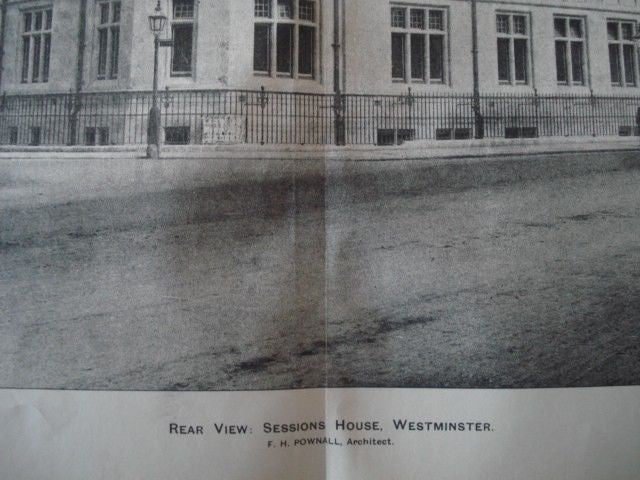 REAR VIEW: SESSIONS HOUSE, WESTMINSTER.
F. H. POWNALL, Architect.